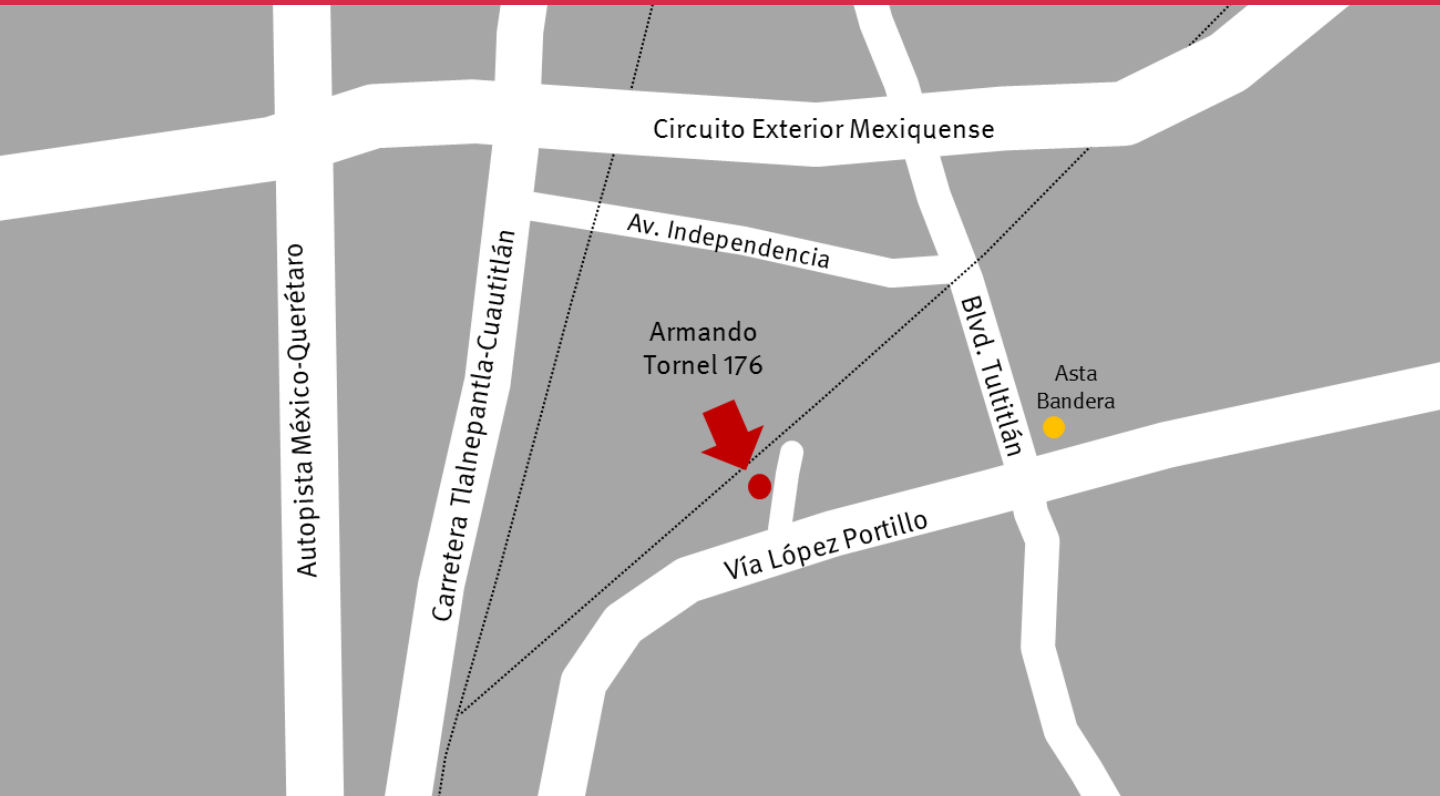 Circuito Exterior Mexiquense
Av. Independencia
Autopista México-Querétaro
Carretera Tlalnepantla-Cuautitlán
Armando
Tornel 176
Blvd. Tultitlán
Asta
Bandera
Vía López Portillo